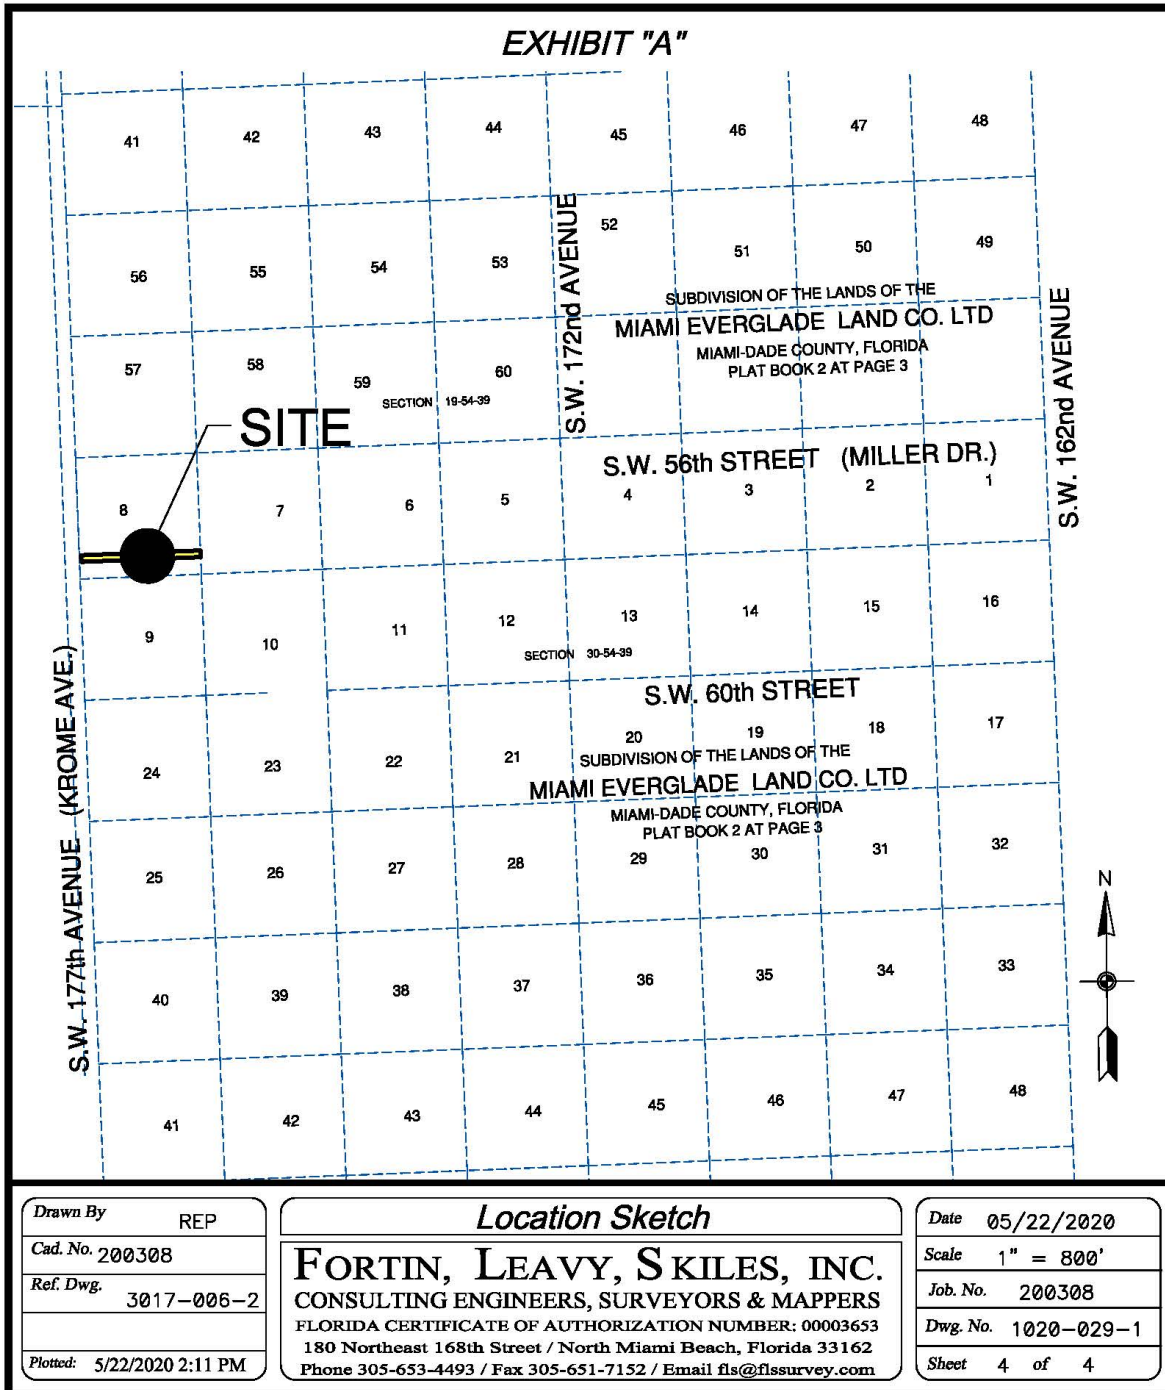 EXHIBIT "A"
41 42 43 44 45 46 47 48
56 55 54 53 52 51 50 49
S.W. 172nd AVENUE
SUBDIVISION OF THE LANDS OF THE
MIAMI EVERGLADE LAND CO. LTD
MIAMI-DADE COUNTY, FLORIDA
PLAT BOOK 2 AT PAGE 3
S.W. 162nd AVENUE
57 58 59 60
SECTION 19-54-39
SITE
S.W. 56th STREET (MILLER DR.)
8 7 6 5 4 3 2 1
9 10 11 12 13 14 15 16
SECTION 30-54-39
S.W. 177th AVENUE (KROME AVE.)
S.W. 60th STREET
24 23 22 21 20 19 18 17
SUBDIVISION OF THE LANDS OF THE
MIAMI EVERGLADE LAND CO. LTD
MIAMI-DADE COUNTY, FLORIDA
PLAT BOOK 2 AT PAGE 3
25 26 27 28 29 30 31 32
N
40 39 38 37 36 35 34 33
41 42 43 44 45 46 47 48
Drawn By REP
Cad. No. 200308
Ref. Dwg.
3017-006-2
Plotted: 5/22/2020 2:11 PM
Location Sketch
FORTIN, LEAVY, SKILES, INC.
CONSULTING ENGINEERS, SURVEYORS & MAPPERS
FLORIDA CERTIFICATE OF AUTHORIZATION NUMBER: 00003653
180 Northeast 168th Street / North Miami Beach, Florida 33162
Phone 305-653-4493 / Fax 305-651-7152 / Email fls@flssurvey.com
Date 05/22/2020
Scale 1" = 800'
Job. No. 200308
Dwg. No. 1020-029-1
Sheet 4 of 4